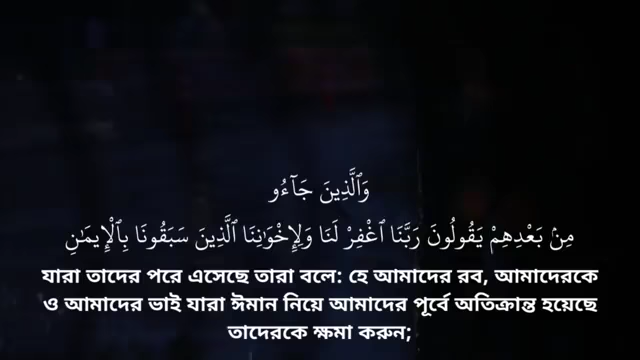 وَٱلَّذِينَ جَآءُو
مِنۢ بَعْدِهِمْ يَقُولُونَ رَبَّنَا ٱغْفِرْ لَنَا وَلِإِخْوَٰنِنَا ٱلَّذِينَ سَبَقُونَا بِٱلْإِيمَـٰنِ
যারা তাদের পরে এসেছে তারা বলে: হে আমাদের রব, আমাদেরকে
ও আমাদের ভাই যারা ঈমান নিয়ে আমাদের পূর্বে অতিক্রান্ত হয়েছে
তাদেরকে ক্ষমা করুন;